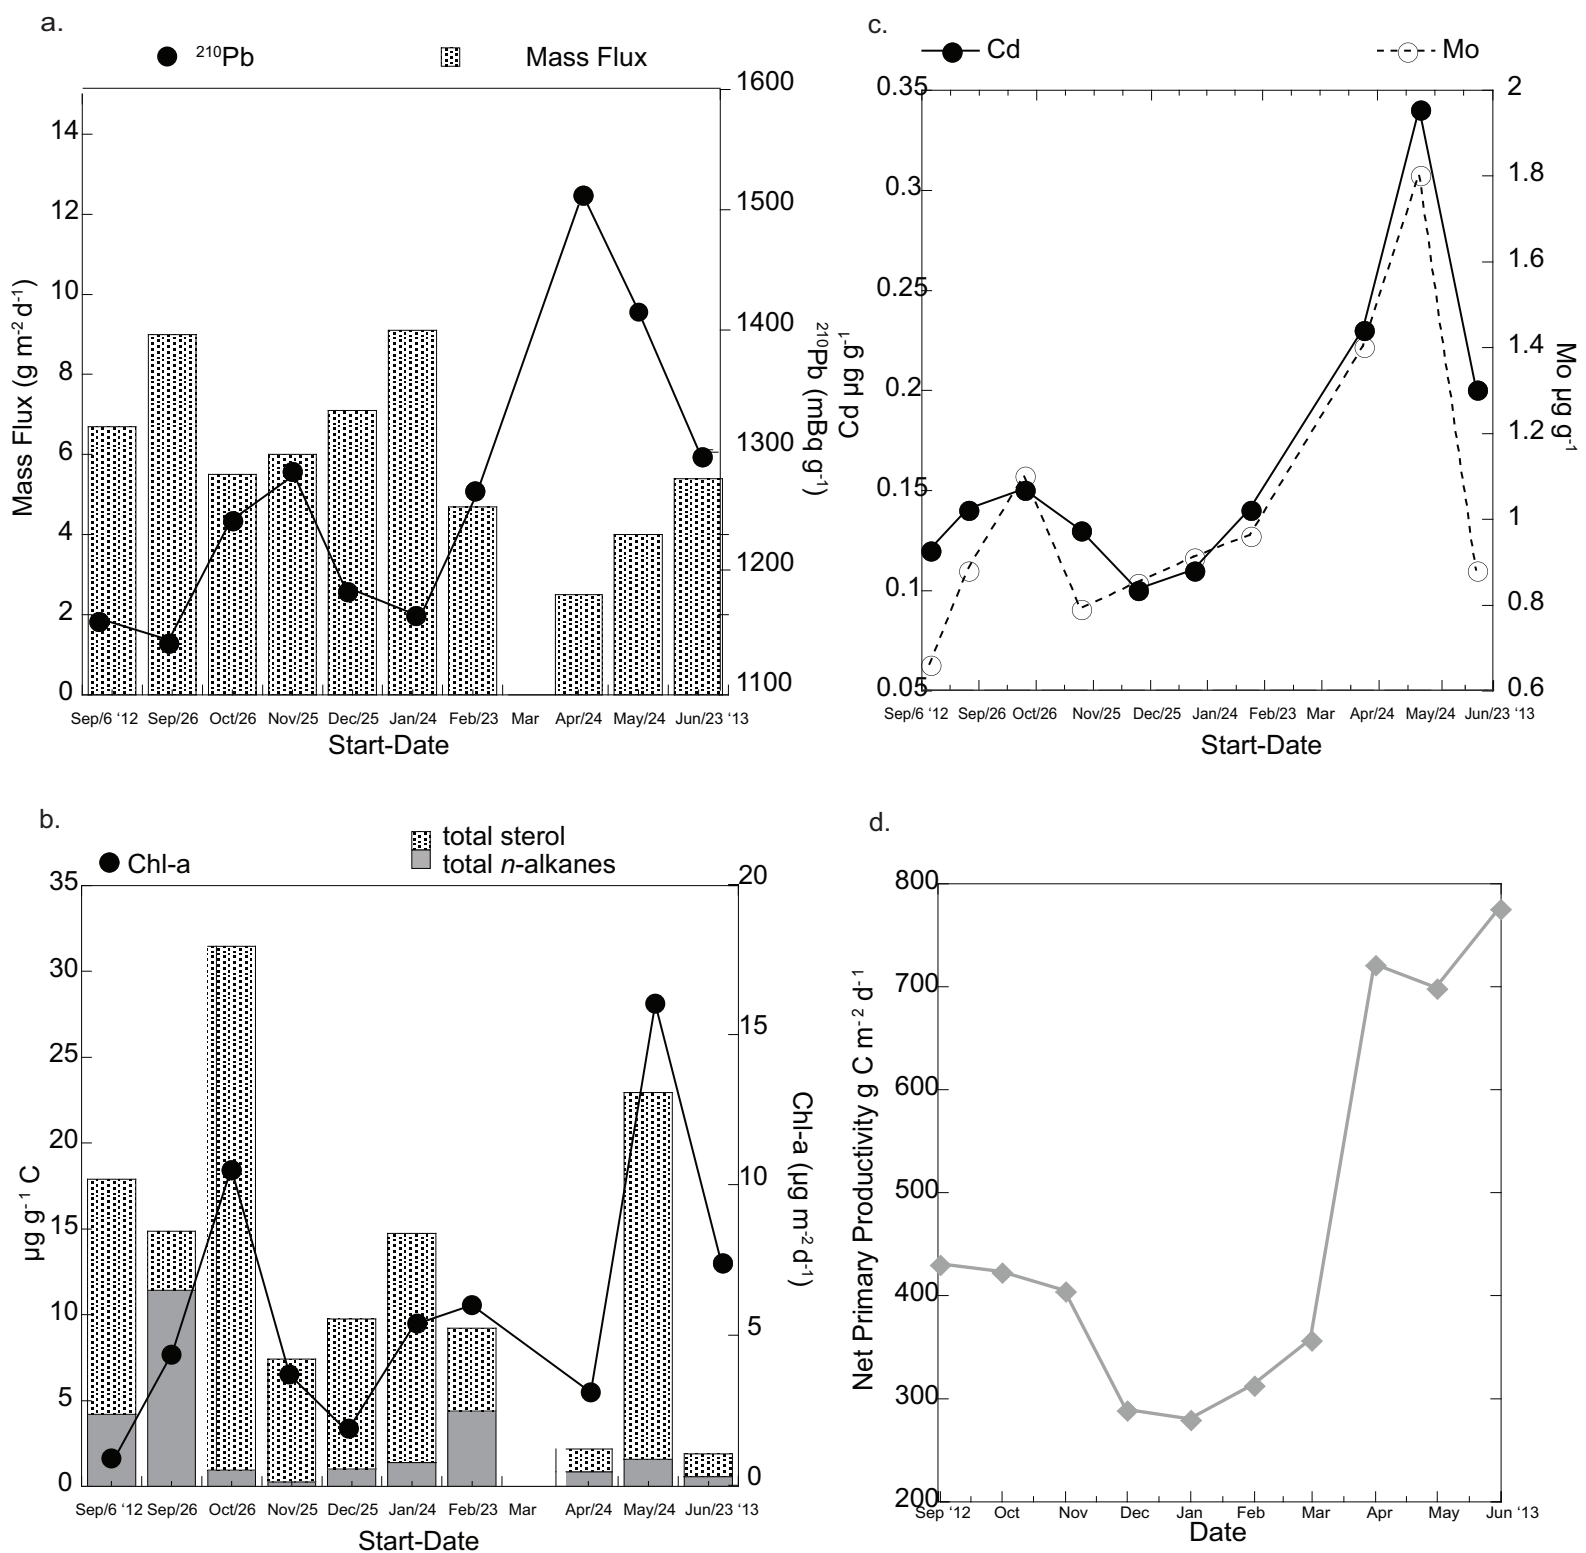 a.
²¹⁰Pb Mass Flux
14
12
10
8
6
4
2
0
Mass Flux (g m⁻² d⁻¹)
1600
1500
1400
1300
1200
1100
²¹⁰Pb (mBq g⁻¹)
Sep/6 ‘12 Sep/26 Oct/26 Nov/25 Dec/25 Jan/24 Feb/23 Mar Apr/24 May/24 Jun/23 ‘13
Start-Date
c.
Cd Mo
0.35
0.3
0.25
0.2
0.15
0.1
0.05
Cd µg g⁻¹
2
1.8
1.6
1.4
1.2
1
0.8
0.6
Mo µg g⁻¹
Sep/6 ‘12 Sep/26 Oct/26 Nov/25 Dec/25 Jan/24 Feb/23 Mar Apr/24 May/24 Jun/23 ‘13
Start-Date
b.
Chl-a
total sterol
total n-alkanes
35
30
25
20
15
10
5
0
µg g⁻¹ C
20
15
10
5
0
Chl-a (µg m⁻² d⁻¹)
Sep/6 ‘12 Sep/26 Oct/26 Nov/25 Dec/25 Jan/24 Feb/23 Mar Apr/24 May/24 Jun/23 ‘13
Start-Date
d.
800
700
600
500
400
300
200
Net Primary Productivity g C m⁻² d⁻¹
Sep ‘12 Oct Nov Dec Jan Feb Mar Apr May Jun ‘13
Date